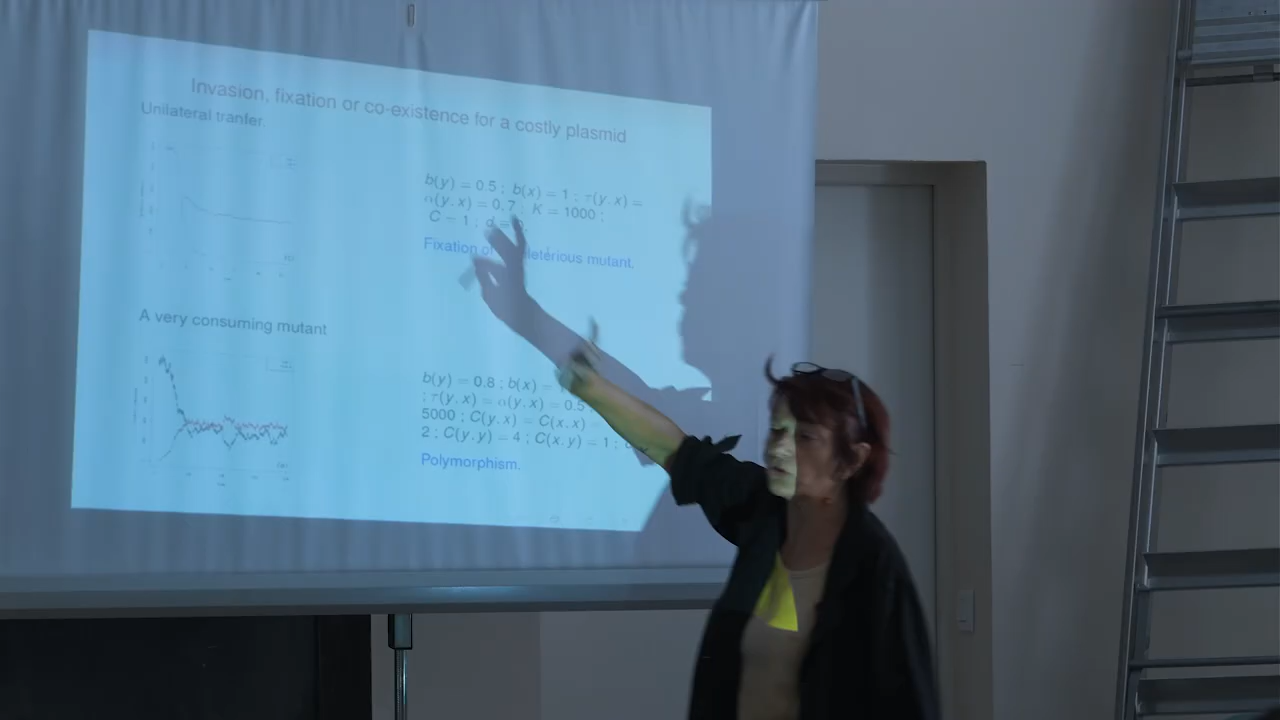 Invasion, fixation or co-existence for a costly plasmid
Unilateral tranfer.
b(y) = 0.5 ; b(x) = 1 ; τ(y, x) =
α(y, x) = 0.7 ; K = 1000 ;
C = 1 ; d =
Fixation of deleterious mutant.
A very consuming mutant
b(y) = 0.8 ; b(x) =
; τ(y, x) = α(y, x) = 0.5
5000 ; C(y, x) = C(x, x)
2 ; C(y, y) = 4 ; C(x, y) = 1 ;
Polymorphism.